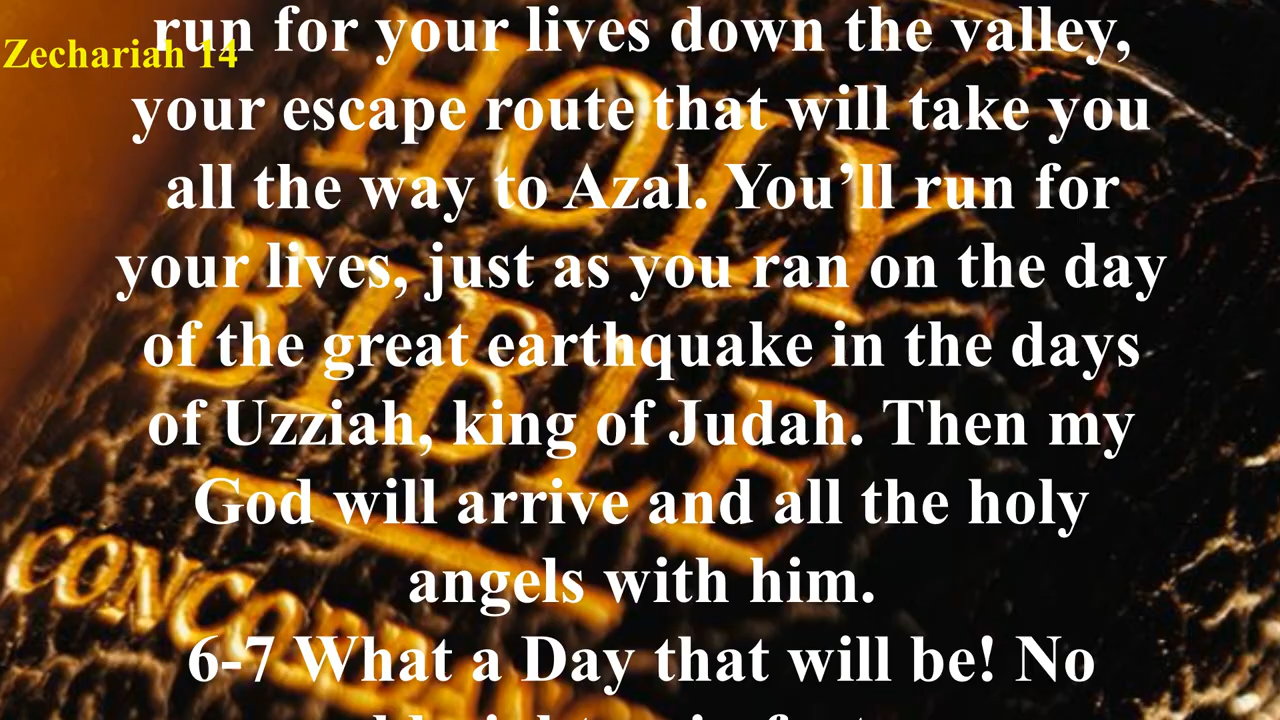 Zechariah 14
run for your lives down the valley,
your escape route that will take you
all the way to Azal. You’ll run for
your lives, just as you ran on the day
of the great earthquake in the days
of Uzziah, king of Judah. Then my
God will arrive and all the holy
angels with him.
6-7 What a Day that will be! No
HOLY
BIBLE